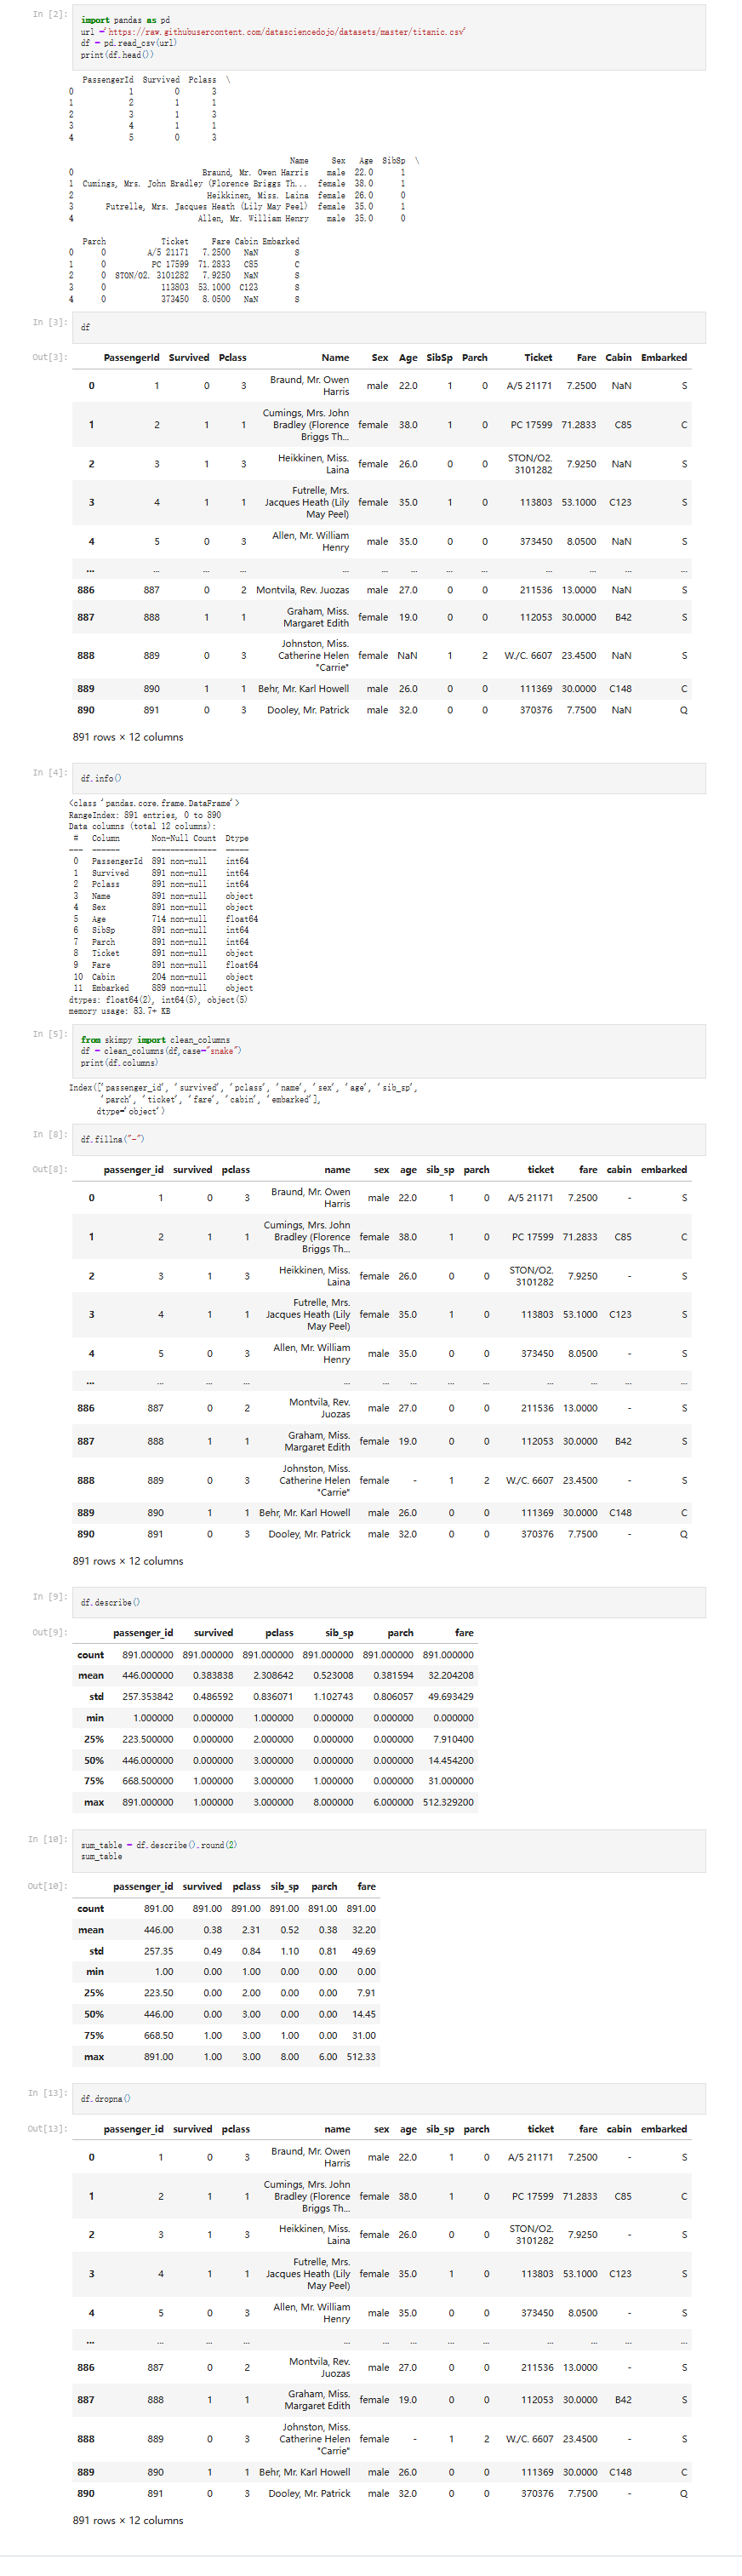 In [2]:
import pandas as pd
url ='https://raw.githubusercontent.com/datasciencedojo/datasets/master/titanic.csv'
df = pd.read_csv(url)
print(df.head())
PassengerId Survived Pclass \
0 1 0 3
1 2 1 1
2 3 1 3
3 4 1 1
4 5 0 3
Name Sex Age SibSp \
0 Braund, Mr. Owen Harris male 22.0 1
1 Cumings, Mrs. John Bradley (Florence Briggs Th... female 38.0 1
2 Heikkinen, Miss. Laina female 26.0 0
3 Futrelle, Mrs. Jacques Heath (Lily May Peel) female 35.0 1
4 Allen, Mr. William Henry male 35.0 0
Parch Ticket Fare Cabin Embarked
0 0 A/5 21171 7.2500 NaN S
1 0 PC 17599 71.2833 C85 C
2 0 STON/O2. 3101282 7.9250 NaN S
3 0 113803 53.1000 C123 S
4 0 373450 8.0500 NaN S
In [3]:
df
Out[3]:
PassengerId Survived Pclass Name Sex Age SibSp Parch Ticket Fare Cabin Embarked
0 1 0 3 Braund, Mr. Owen Harris male 22.0 1 0 A/5 21171 7.2500 NaN S
1 2 1 1 Cumings, Mrs. John Bradley (Florence Briggs Th... female 38.0 1 0 PC 17599 71.2833 C85 C
2 3 1 3 Heikkinen, Miss. Laina female 26.0 0 0 STON/O2. 3101282 7.9250 NaN S
3 4 1 1 Futrelle, Mrs. Jacques Heath (Lily May Peel) female 35.0 1 0 113803 53.1000 C123 S
4 5 0 3 Allen, Mr. William Henry male 35.0 0 0 373450 8.0500 NaN S
... ... ... ... ... ... ... ... ... ... ... ... ...
886 887 0 2 Montvila, Rev. Juozas male 27.0 0 0 211536 13.0000 NaN S
887 888 1 1 Graham, Miss. Margaret Edith female 19.0 0 0 112053 30.0000 B42 S
888 889 0 3 Johnston, Miss. Catherine Helen "Carrie" female NaN 1 2 W./C. 6607 23.4500 NaN S
889 890 1 1 Behr, Mr. Karl Howell male 26.0 0 0 111369 30.0000 C148 C
890 891 0 3 Dooley, Mr. Patrick male 32.0 0 0 370376 7.7500 NaN Q
891 rows × 12 columns
In [4]:
df.info()
<class 'pandas.core.frame.DataFrame'>
RangeIndex: 891 entries, 0 to 890
Data columns (total 12 columns):
# Column Non-Null Count Dtype
--- ------ -------------- -----
0 PassengerId 891 non-null int64
1 Survived 891 non-null int64
2 Pclass 891 non-null int64
3 Name 891 non-null object
4 Sex 891 non-null object
5 Age 714 non-null float64
6 SibSp 891 non-null int64
7 Parch 891 non-null int64
8 Ticket 891 non-null object
9 Fare 891 non-null float64
10 Cabin 204 non-null object
11 Embarked 889 non-null object
dtypes: float64(2), int64(5), object(5)
memory usage: 83.7+ KB
In [5]:
from skimpy import clean_columns
df = clean_columns(df,case="snake")
print(df.columns)
Index(['passenger_id', 'survived', 'pclass', 'name', 'sex', 'age', 'sib_sp',
'parch', 'ticket', 'fare', 'cabin', 'embarked'],
dtype='object')
In [8]:
df.fillna("-")
Out[8]:
passenger_id survived pclass name sex age sib_sp parch ticket fare cabin embarked
0 1 0 3 Braund, Mr. Owen Harris male 22.0 1 0 A/5 21171 7.2500 - S
1 2 1 1 Cumings, Mrs. John Bradley (Florence Briggs Th... female 38.0 1 0 PC 17599 71.2833 C85 C
2 3 1 3 Heikkinen, Miss. Laina female 26.0 0 0 STON/O2. 3101282 7.9250 - S
3 4 1 1 Futrelle, Mrs. Jacques Heath (Lily May Peel) female 35.0 1 0 113803 53.1000 C123 S
4 5 0 3 Allen, Mr. William Henry male 35.0 0 0 373450 8.0500 - S
... ... ... ... ... ... ... ... ... ... ... ... ...
886 887 0 2 Montvila, Rev. Juozas male 27.0 0 0 211536 13.0000 - S
887 888 1 1 Graham, Miss. Margaret Edith female 19.0 0 0 112053 30.0000 B42 S
888 889 0 3 Johnston, Miss. Catherine Helen "Carrie" female - 1 2 W./C. 6607 23.4500 - S
889 890 1 1 Behr, Mr. Karl Howell male 26.0 0 0 111369 30.0000 C148 C
890 891 0 3 Dooley, Mr. Patrick male 32.0 0 0 370376 7.7500 - Q
891 rows × 12 columns
In [9]:
df.describe()
Out[9]:
passenger_id survived pclass sib_sp parch fare
count 891.000000 891.000000 891.000000 891.000000 891.000000 891.000000
mean 446.000000 0.383838 2.308642 0.523008 0.381594 32.204208
std 257.353842 0.486592 0.836071 1.102743 0.806057 49.693429
min 1.000000 0.000000 1.000000 0.000000 0.000000 0.000000
25% 223.500000 0.000000 2.000000 0.000000 0.000000 7.910400
50% 446.000000 0.000000 3.000000 0.000000 0.000000 14.454200
75% 668.500000 1.000000 3.000000 1.000000 0.000000 31.000000
max 891.000000 1.000000 3.000000 8.000000 6.000000 512.329200
In [10]:
sum_table = df.describe().round(2)
sum_table
Out[10]:
passenger_id survived pclass sib_sp parch fare
count 891.00 891.00 891.00 891.00 891.00 891.00
mean 446.00 0.38 2.31 0.52 0.38 32.20
std 257.35 0.49 0.84 1.10 0.81 49.69
min 1.00 0.00 1.00 0.00 0.00 0.00
25% 223.50 0.00 2.00 0.00 0.00 7.91
50% 446.00 0.00 3.00 0.00 0.00 14.45
75% 668.50 1.00 3.00 1.00 0.00 31.00
max 891.00 1.00 3.00 8.00 6.00 512.33
In [13]:
df.dropna()
Out[13]:
passenger_id survived pclass name sex age sib_sp parch ticket fare cabin embarked
0 1 0 3 Braund, Mr. Owen Harris male 22.0 1 0 A/5 21171 7.2500 - S
1 2 1 1 Cumings, Mrs. John Bradley (Florence Briggs Th... female 38.0 1 0 PC 17599 71.2833 C85 C
2 3 1 3 Heikkinen, Miss. Laina female 26.0 0 0 STON/O2. 3101282 7.9250 - S
3 4 1 1 Futrelle, Mrs. Jacques Heath (Lily May Peel) female 35.0 1 0 113803 53.1000 C123 S
4 5 0 3 Allen, Mr. William Henry male 35.0 0 0 373450 8.0500 - S
... ... ... ... ... ... ... ... ... ... ... ... ...
886 887 0 2 Montvila, Rev. Juozas male 27.0 0 0 211536 13.0000 - S
887 888 1 1 Graham, Miss. Margaret Edith female 19.0 0 0 112053 30.0000 B42 S
888 889 0 3 Johnston, Miss. Catherine Helen "Carrie" female - 1 2 W./C. 6607 23.4500 - S
889 890 1 1 Behr, Mr. Karl Howell male 26.0 0 0 111369 30.0000 C148 C
890 891 0 3 Dooley, Mr. Patrick male 32.0 0 0 370376 7.7500 - Q
891 rows × 12 columns